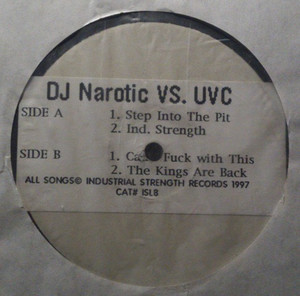 DJ Narotic VS. UVC
SIDE A 1. Step Into The Pit
2. Ind. Strength
SIDE B 1. Fuck with This
2. The Kings Are Back
ALL SONGS© INDUSTRIAL STRENGTH RECORDS 1997
CAT# ISLB